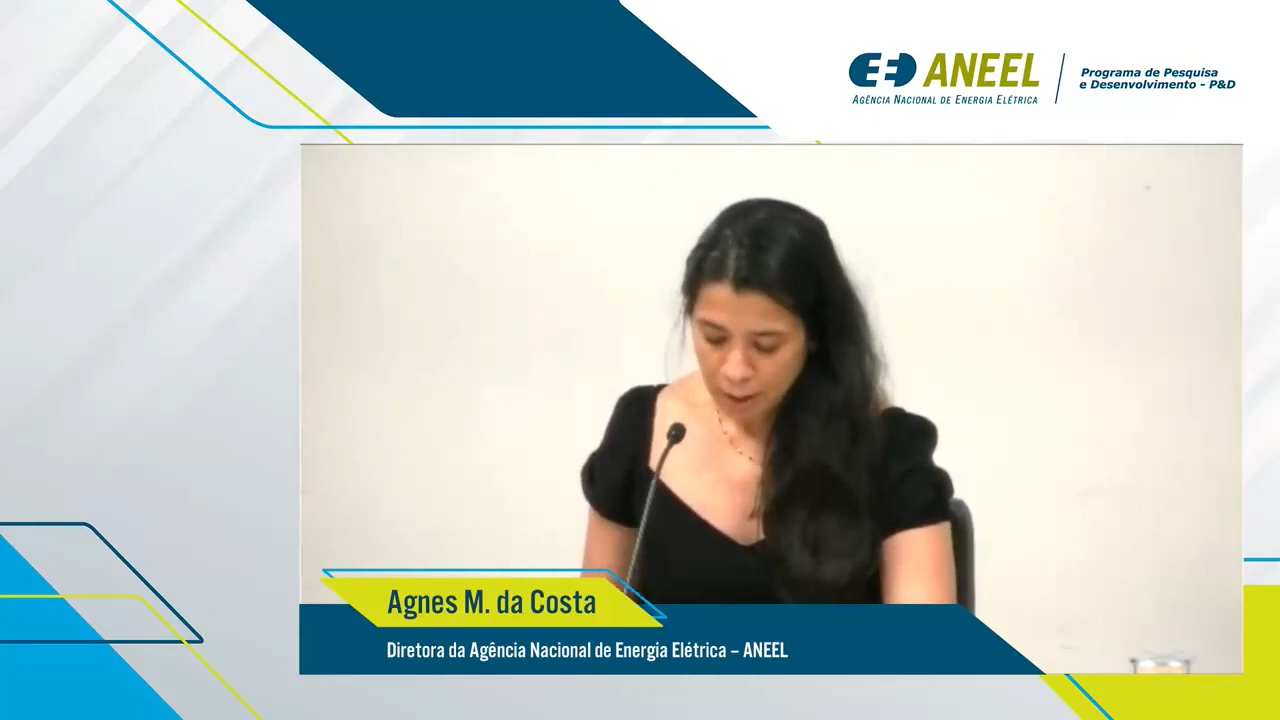 ANEEL
AGÊNCIA NACIONAL DE ENERGIA ELÉTRICA
Programa de Pesquisa
e Desenvolvimento - P&D
Agnes M. da Costa
Diretora da Agência Nacional de Energia Elétrica – ANEEL